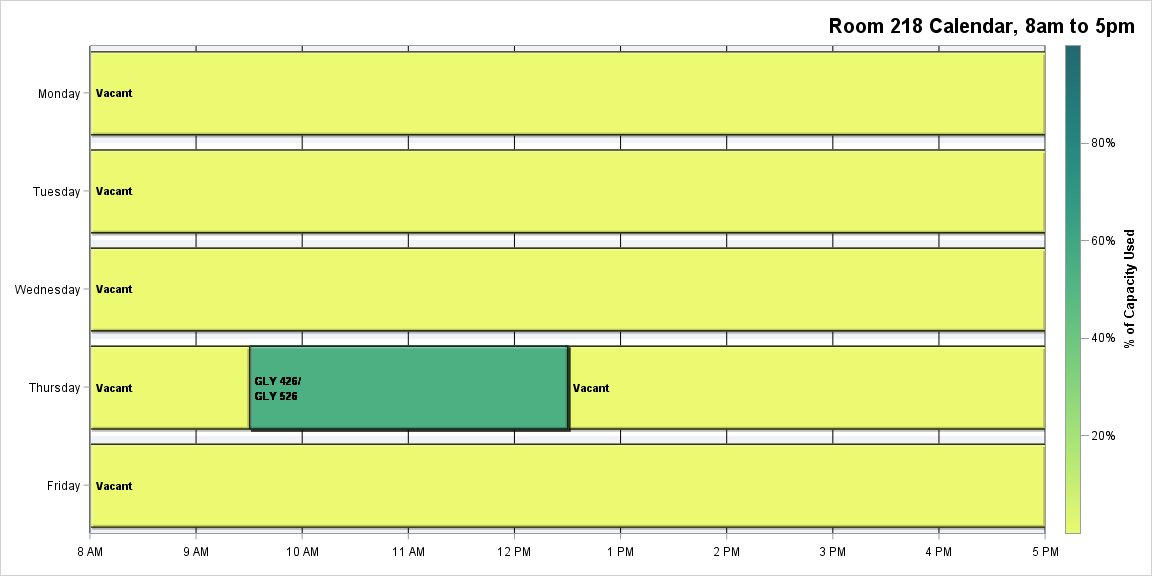 Room 218 Calendar, 8am to 5pm
Monday
Vacant
Tuesday
Vacant
Wednesday
Vacant
Thursday
Vacant
GLY 426/
GLY 526
Vacant
Friday
Vacant
8 AM
9 AM
10 AM
11 AM
12 PM
1 PM
2 PM
3 PM
4 PM
5 PM
80%
60%
40%
20%
% of Capacity Used